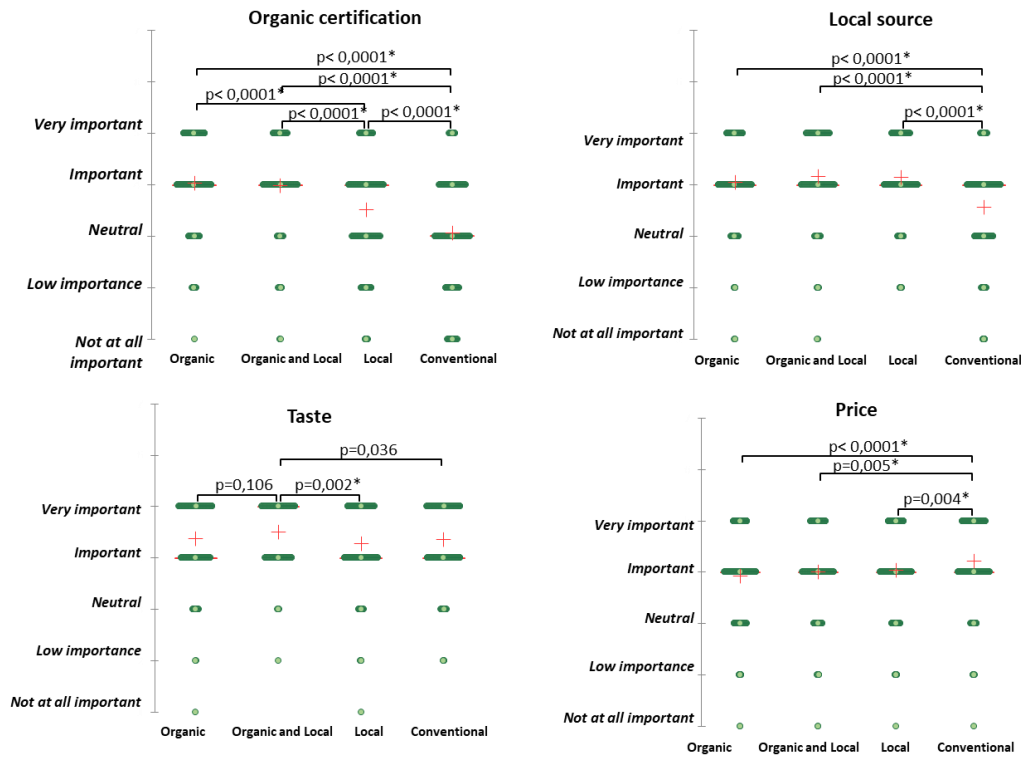 Organic certification
p< 0,0001*
p< 0,0001*
p< 0,0001*
p< 0,0001*
p< 0,0001*
Very important
Important
Neutral
Low importance
Not at all
important
Organic
Organic and Local
Local
Conventional
Local source
p< 0,0001*
p< 0,0001*
p< 0,0001*
Very important
Important
Neutral
Low importance
Not at all important
Organic
Organic and Local
Local
Conventional
Taste
p=0,036
p=0,106
p=0,002*
Very important
Important
Neutral
Low importance
Not at all important
Organic
Organic and Local
Local
Conventional
Price
p< 0,0001*
p=0,005*
p=0,004*
Very important
Important
Neutral
Low importance
Not at all important
Organic
Organic and Local
Local
Conventional